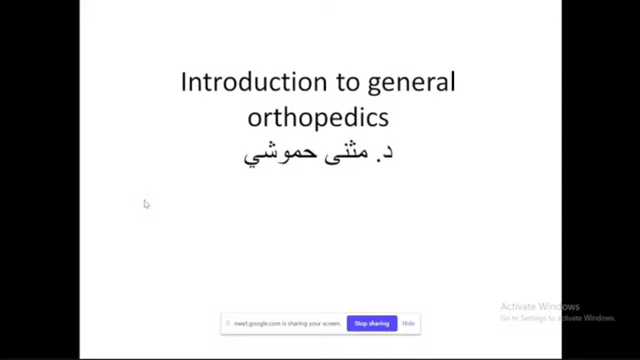 Introduction to general
orthopedics
د. مثنى حموشي
Activate Windows
Go to Settings to activate Windows.
meet.google.com is sharing your screen.
Stop sharing
Hide